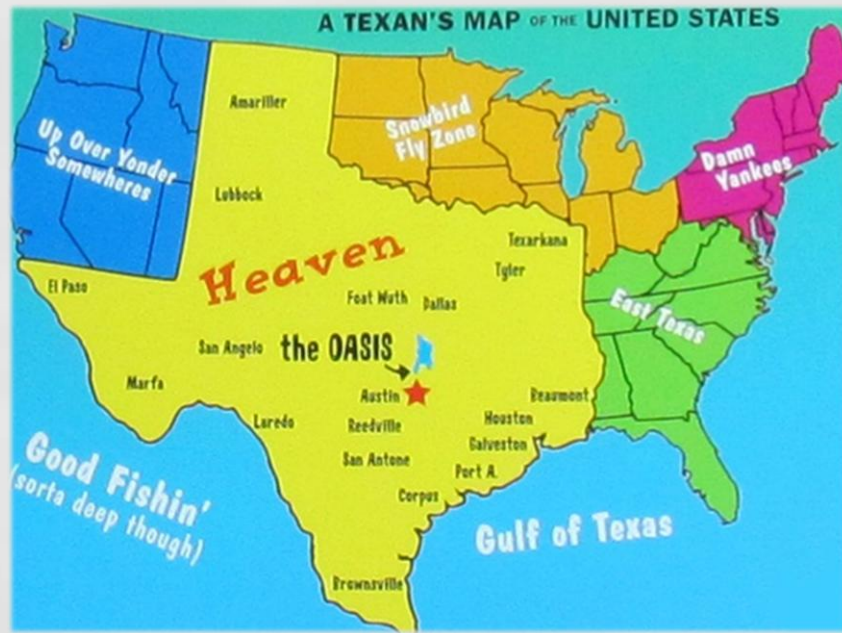 A TEXAN'S MAP OF THE UNITED STATES
Up Over Yonder
Somewheres
Amariller
Snowbird
Fly Zone
Damn
Yankees
Lubbock
Heaven
Texarkana
Tyler
El Paso
Foat Wuth
Dallas
East Texas
San Angelo
the OASIS
Marfa
Austin
Beaumont
Laredo
Reedville
Houston
Galveston
San Antone
Port A.
Corpus
Good Fishin'
(sorta deep though)
Gulf of Texas
Brownsville